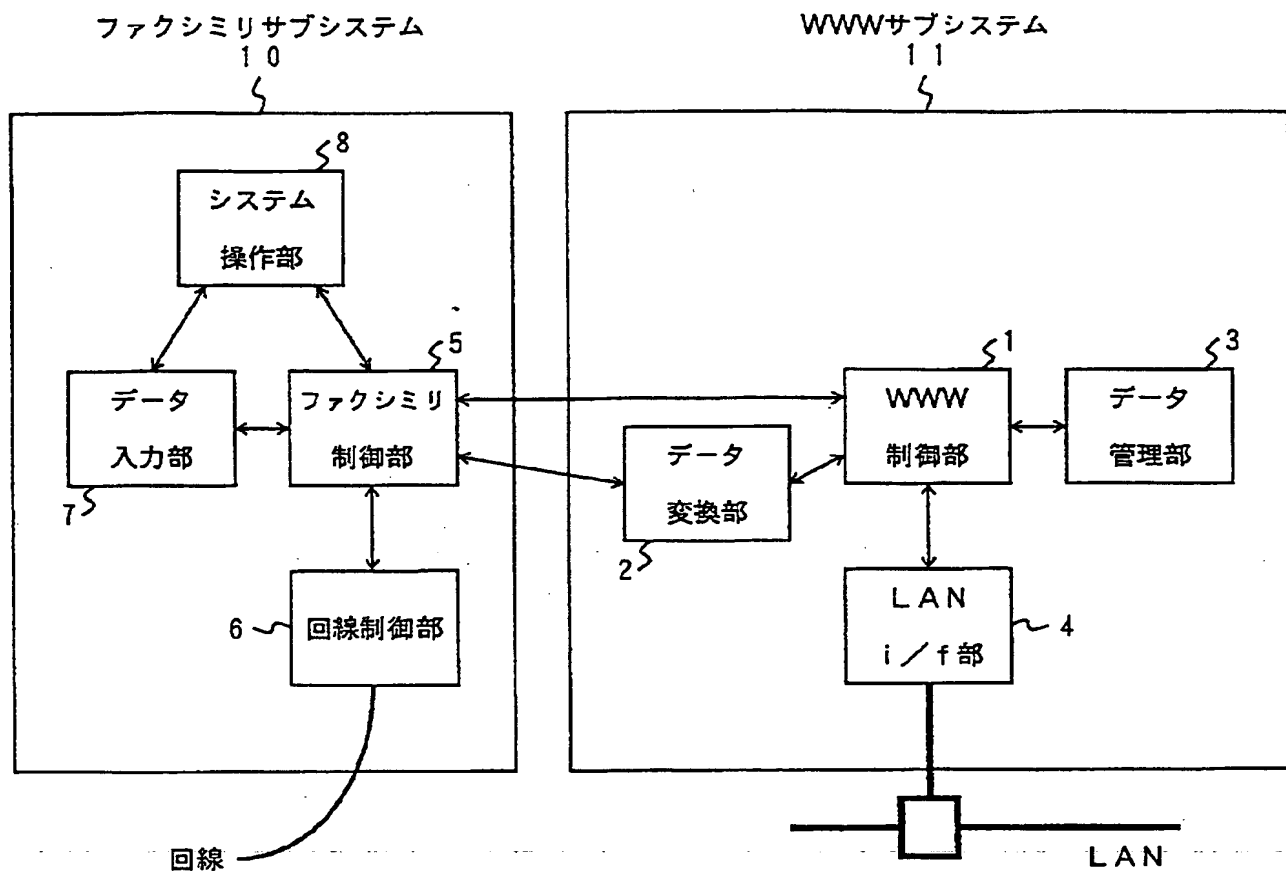 ファクシミリサブシステム
10
WWWサブシステム
11
8
システム
操作部
5
ファクシミリ
制御部
データ
入力部
7
6
回線制御部
回線
1
WWW
制御部
3
データ
管理部
データ
変換部
2
LAN
i／f部
4
LAN